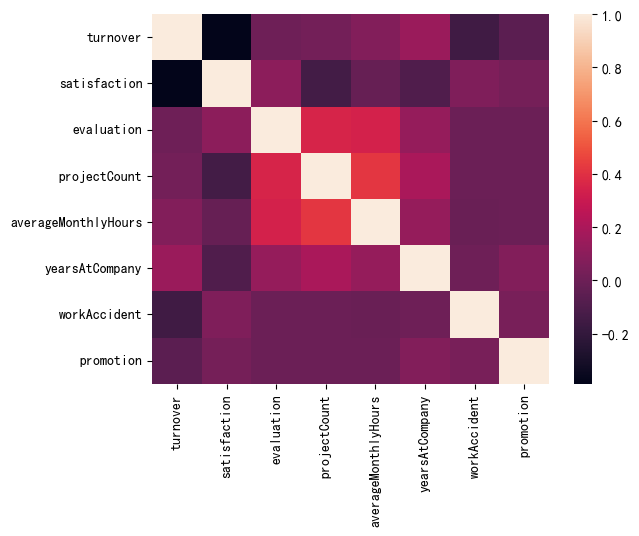 turnover
satisfaction
evaluation
projectCount
averageMonthlyHours
yearsAtCompany
workAccident
promotion
turnover
satisfaction
evaluation
projectCount
averageMonthlyHours
yearsAtCompany
workAccident
promotion
1.0
0.8
0.6
0.4
0.2
0.0
−0.2